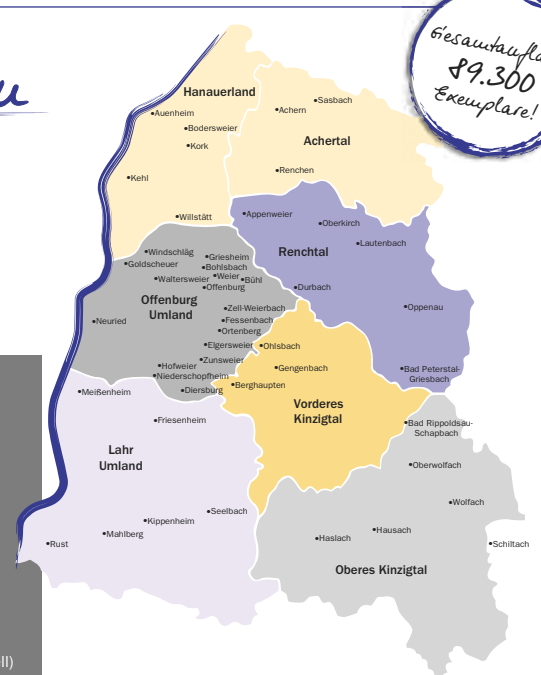 Gesamtaufla
89.300
Exemplare!
u
Hanauerland
Sasbach
Achern
Auenheim
Bodersweier
Achertal
Kork
Renchen
Kehl
Willstätt
Appenweier
Oberkirch
Lautenbach
Renchtal
Windschläg
Griesheim
Goldscheuer
Bohlsbach
Waltersweier
Weier
Bühl
Offenburg
Durbach
Offenburg
Umland
Oppenau
Zell-Weierbach
Neuried
Fessenbach
Ortenberg
Elgersweier
Ohlsbach
Zunsweier
Hofweier
Gengenbach
Bad Peterstal-
Griesbach
Niederschopfheim
Berghaupten
Diersburg
Meißenheim
Vorderes
Kinzigtal
Friesenheim
Bad Rippoldsau-
Schapbach
Lahr
Umland
Oberwolfach
Wolfach
Seelbach
Kippenheim
Mahlberg
Hausach
Haslach
Rust
Schiltach
Oberes Kinzigtal
ll)